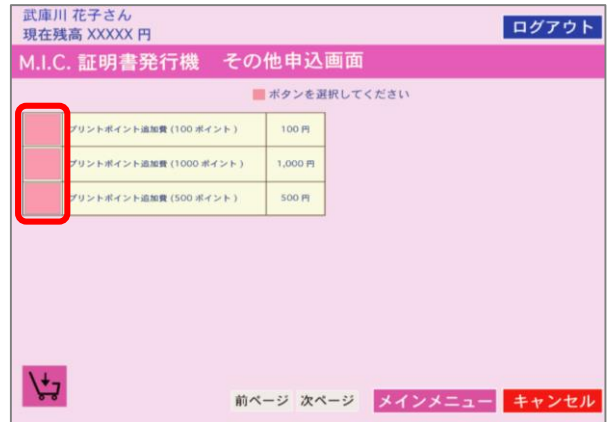 武庫川 花子さん
現在残高 XXXXX 円
ログアウト
M.I.C. 証明書発行機 その他申込画面
ボタンを選択してください
プリントポイント追加費 (100 ポイント ) 100 円
プリントポイント追加費 (1000 ポイント ) 1,000 円
プリントポイント追加費 (500 ポイント ) 500 円
前ページ 次ページ メインメニュー キャンセル